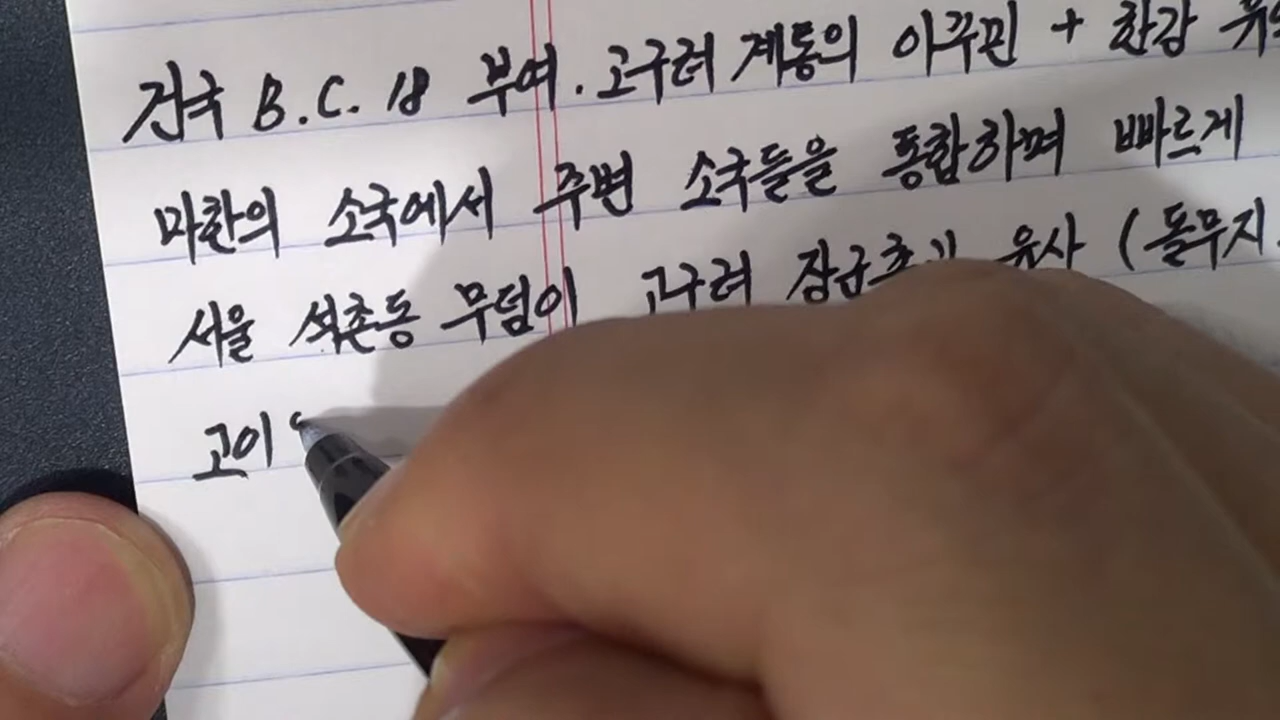 건국 B.C. 18 부여.고구려 계통의 이주민 + 한강
마한의 소국에서 주변 소국들을 통합하며 빠르게
서울 석촌동 무덤이 고구려 장군총과 유사 (돌무지
고이